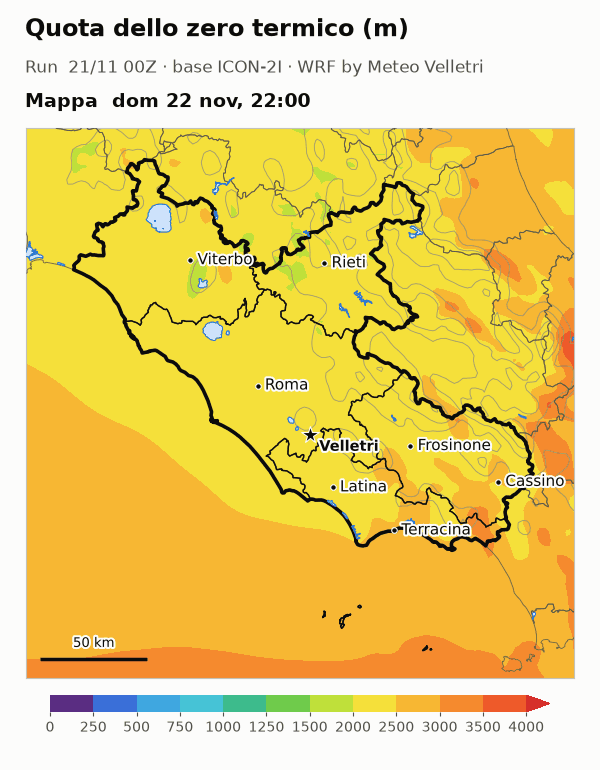 Quota dello zero termico (m)
Run  21/11 00Z · base ICON-2I · WRF by Meteo Velletri
Mappa  dom 22 nov, 22:00
Viterbo
Rieti
Roma
Velletri
Frosinone
Latina
Cassino
Terracina
50 km
0 250 500 750 1000 1250 1500 2000 2500 3000 3500 4000